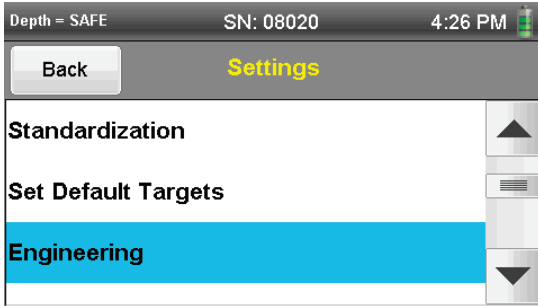 Depth = SAFE SN: 08020 4:26 PM
Back Settings
Standardization
Set Default Targets
Engineering